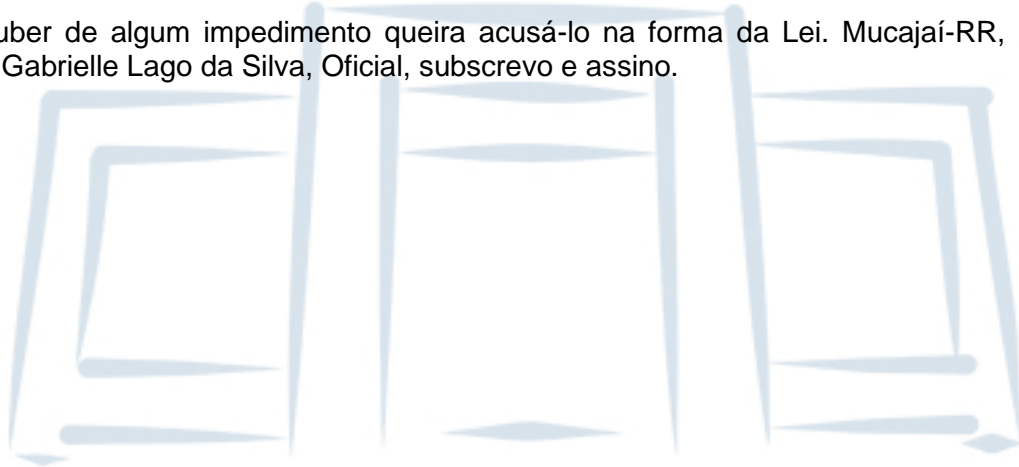 uber de algum impedimento queira acusá-lo na forma da Lei. Mucajaí-RR,
Gabrielle Lago da Silva, Oficial, subscrevo e assino.